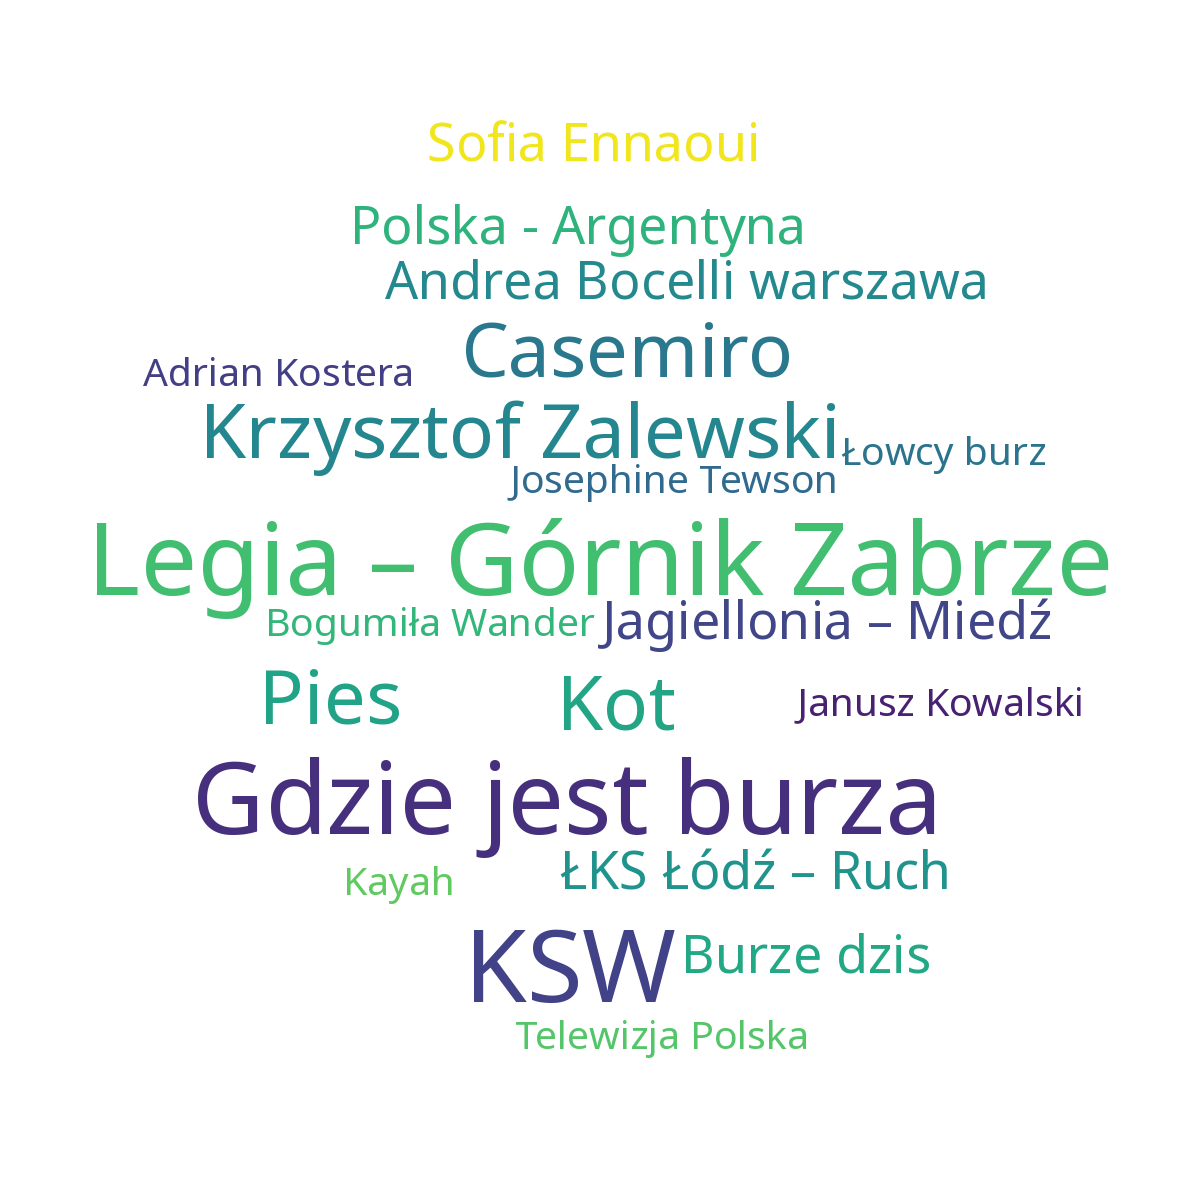 Sofia Ennaoui
Polska - Argentyna
Andrea Bocelli warszawa
Casemiro
Adrian Kostera
Krzysztof Zalewski
Łowcy burz
Josephine Tewson
Legia – Górnik Zabrze
Bogumiła Wander
Jagiellonia – Miedź
Pies
Kot
Janusz Kowalski
Gdzie jest burza
ŁKS Łódź – Ruch
Kayah
KSW
Burze dzis
Telewizja Polska